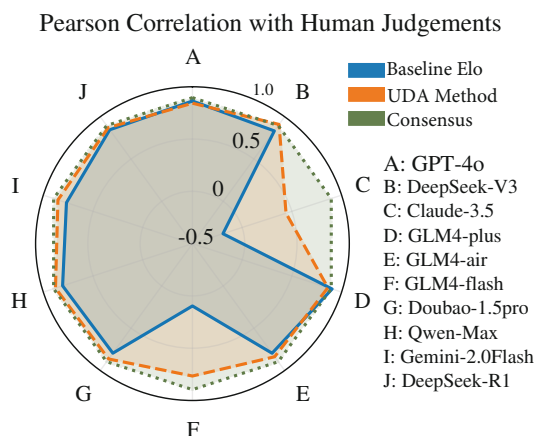 Pearson Correlation with Human Judgements
A
B
C
D
E
F
G
H
I
J
1.0
0.5
0
-0.5
Baseline Elo
UDA Method
Consensus
A: GPT-4o
B: DeepSeek-V3
C: Claude-3.5
D: GLM4-plus
E: GLM4-air
F: GLM4-flash
G: Doubao-1.5pro
H: Qwen-Max
I: Gemini-2.0Flash
J: DeepSeek-R1